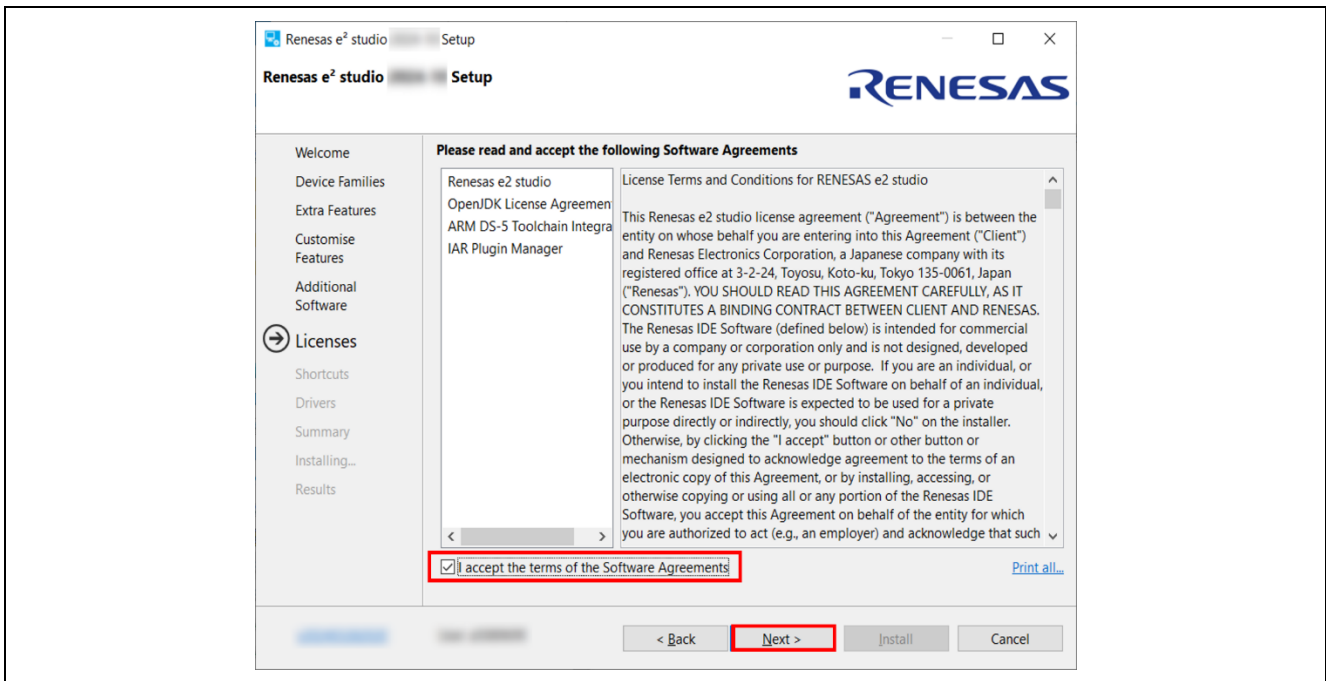 Renesas e² studio Setup
Renesas e² studio Setup
RENESAS
Welcome
Device Families
Extra Features
Customise
Features
Additional
Software
Licenses
Shortcuts
Drivers
Summary
Installing...
Results
Please read and accept the following Software Agreements
Renesas e2 studio
OpenJDK License Agreemen
ARM DS-5 Toolchain Integra
IAR Plugin Manager
License Terms and Conditions for RENESAS e2 studio
This Renesas e2 studio license agreement ("Agreement") is between the
entity on whose behalf you are entering into this Agreement ("Client")
and Renesas Electronics Corporation, a Japanese company with its
registered office at 3-2-24, Toyosu, Koto-ku, Tokyo 135-0061, Japan
("Renesas"). YOU SHOULD READ THIS AGREEMENT CAREFULLY, AS IT
CONSTITUTES A BINDING CONTRACT BETWEEN CLIENT AND RENESAS.
The Renesas IDE Software (defined below) is intended for commercial
use by a company or corporation only and is not designed, developed
or produced for any private use or purpose. If you are an individual, or
you intend to install the Renesas IDE Software on behalf of an individual,
or the Renesas IDE Software is expected to be used for a private
purpose directly or indirectly, you should click "No" on the installer.
Otherwise, by clicking the "I accept" button or other button or
mechanism designed to acknowledge agreement to the terms of an
electronic copy of this Agreement, or by installing, accessing, or
otherwise copying or using all or any portion of the Renesas IDE
Software, you accept this Agreement on behalf of the entity for which
you are authorized to act (e.g., an employer) and acknowledge that such
I accept the terms of the Software Agreements
Print all...
< Back
Next >
Install
Cancel